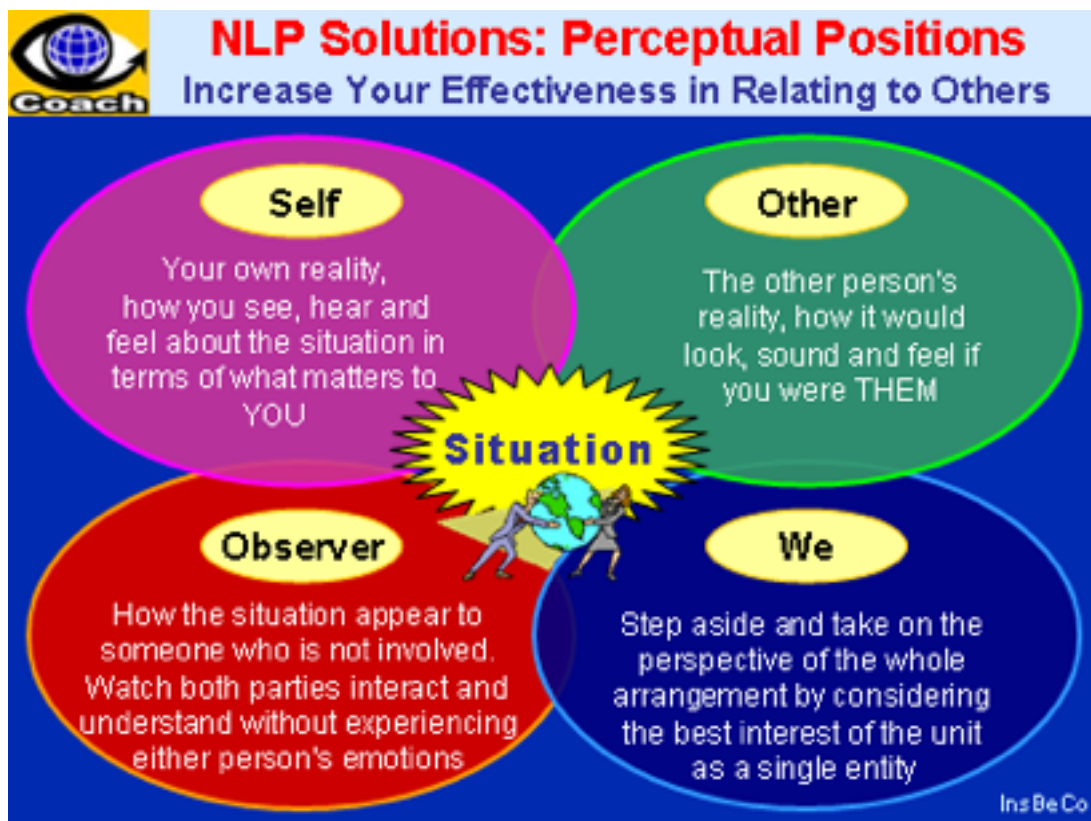 Coach
NLP Solutions: Perceptual Positions
Increase Your Effectiveness in Relating to Others
Self
Your own reality,
how you see, hear and
feel about the situation in
terms of what matters to
YOU
Other
The other person's
reality, how it would
look, sound and feel if
you were THEM
Situation
Observer
How the situation appear to
someone who is not involved.
Watch both parties interact and
understand without experiencing
either person's emotions
We
Step aside and take on the
perspective of the whole
arrangement by considering
the best interest of the unit
as a single entity
InsBeCo